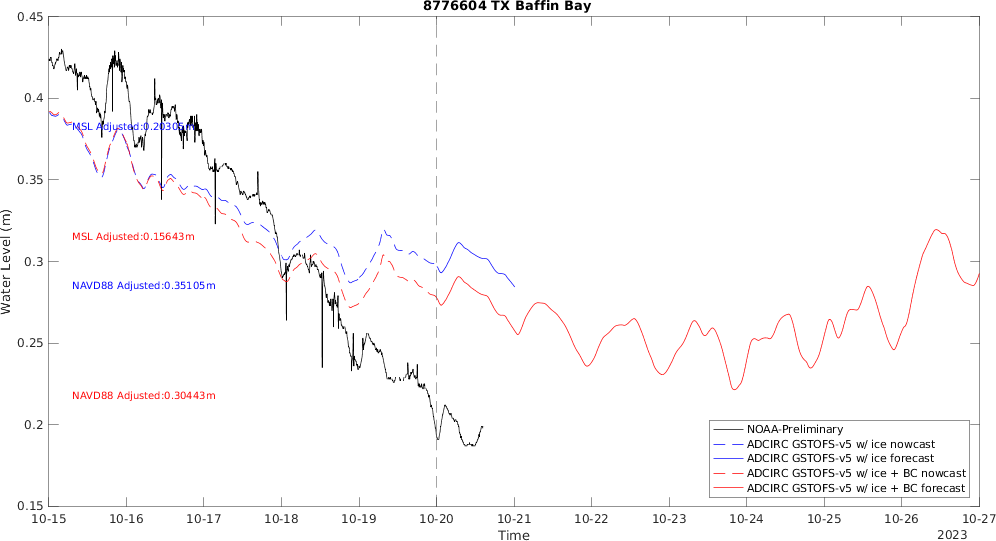 8776604 TX Baffin Bay
0.45
0.4
0.35
0.3
0.25
0.2
0.15
Water Level (m)
MSL Adjusted:0.20305m
MSL Adjusted:0.15643m
NAVD88 Adjusted:0.35105m
NAVD88 Adjusted:0.30443m
NOAA-Preliminary
ADCIRC GSTOFS-v5 w/ ice nowcast
ADCIRC GSTOFS-v5 w/ ice forecast
ADCIRC GSTOFS-v5 w/ ice + BC nowcast
ADCIRC GSTOFS-v5 w/ ice + BC forecast
10-15 10-16 10-17 10-18 10-19 10-20 10-21 10-22 10-23 10-24 10-25 10-26 10-27
Time
2023